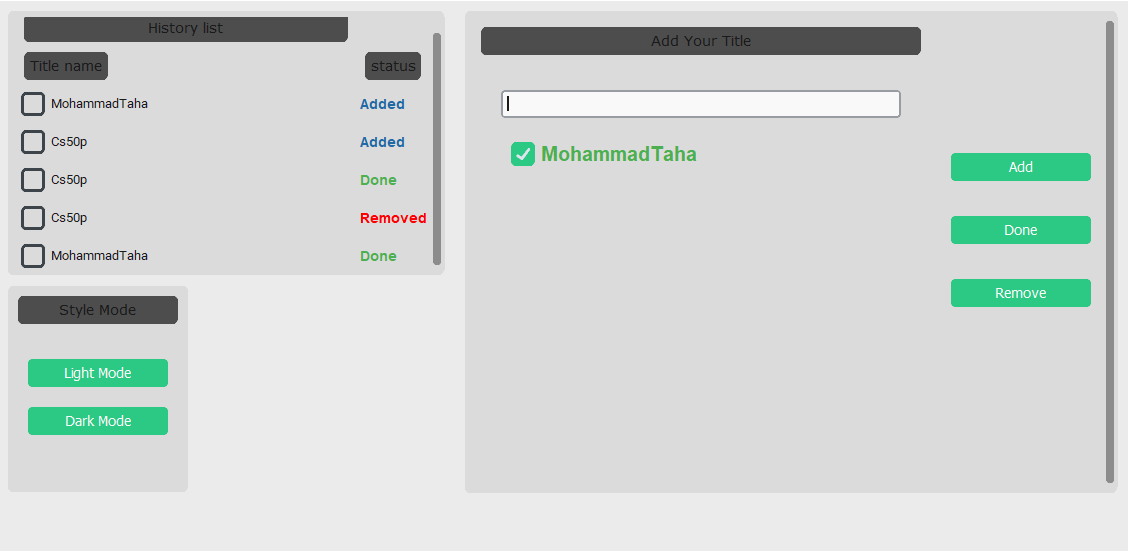 History list
Title name status
MohammadTaha Added
Cs50p Added
Cs50p Done
Cs50p Removed
MohammadTaha Done
Style Mode
Light Mode
Dark Mode
Add Your Title
MohammadTaha
Add
Done
Remove